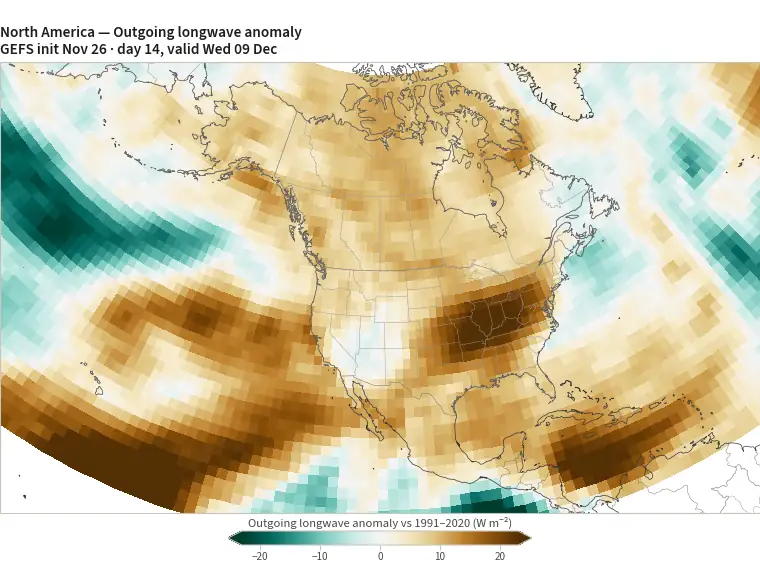 North America — Outgoing longwave anomaly
GEFS init Nov 26 · day 14, valid Wed 09 Dec
Outgoing longwave anomaly vs 1991–2020 (W m⁻²)
−20 −10 0 10 20